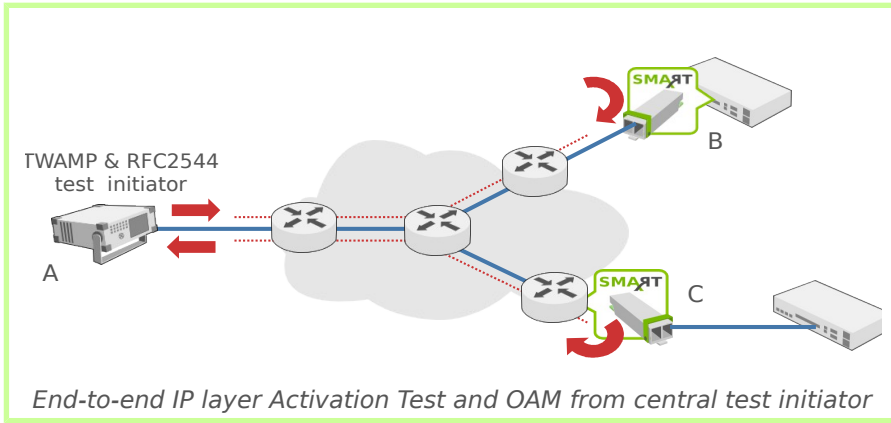 SMART
B
TWAMP & RFC2544
test initiator
A
SMART
C
End-to-end IP layer Activation Test and OAM from central test initiator